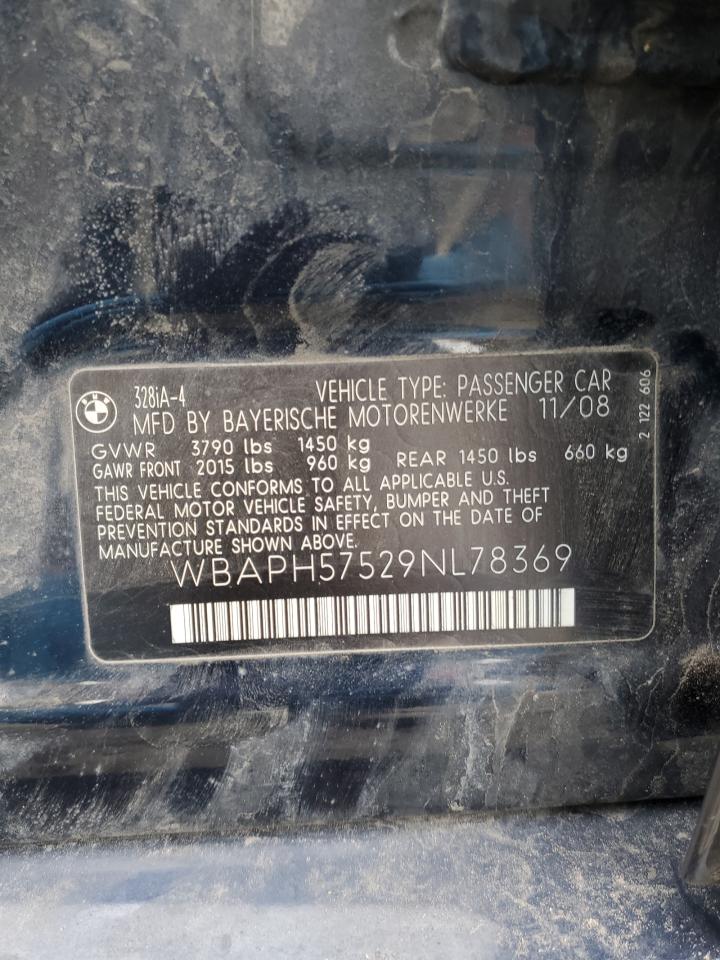 BMW
328iA-4 VEHICLE TYPE: PASSENGER CAR
MFD BY BAYERISCHE MOTORENWERKE 11/08
GVWR 3790 lbs 1450 kg
GAWR FRONT 2015 lbs 960 kg REAR 1450 lbs 660 kg
THIS VEHICLE CONFORMS TO ALL APPLICABLE U.S.
FEDERAL MOTOR VEHICLE SAFETY, BUMPER AND THEFT
PREVENTION STANDARDS IN EFFECT ON THE DATE OF
MANUFACTURE SHOWN ABOVE.
WBAPH57529NL78369
2 122 606